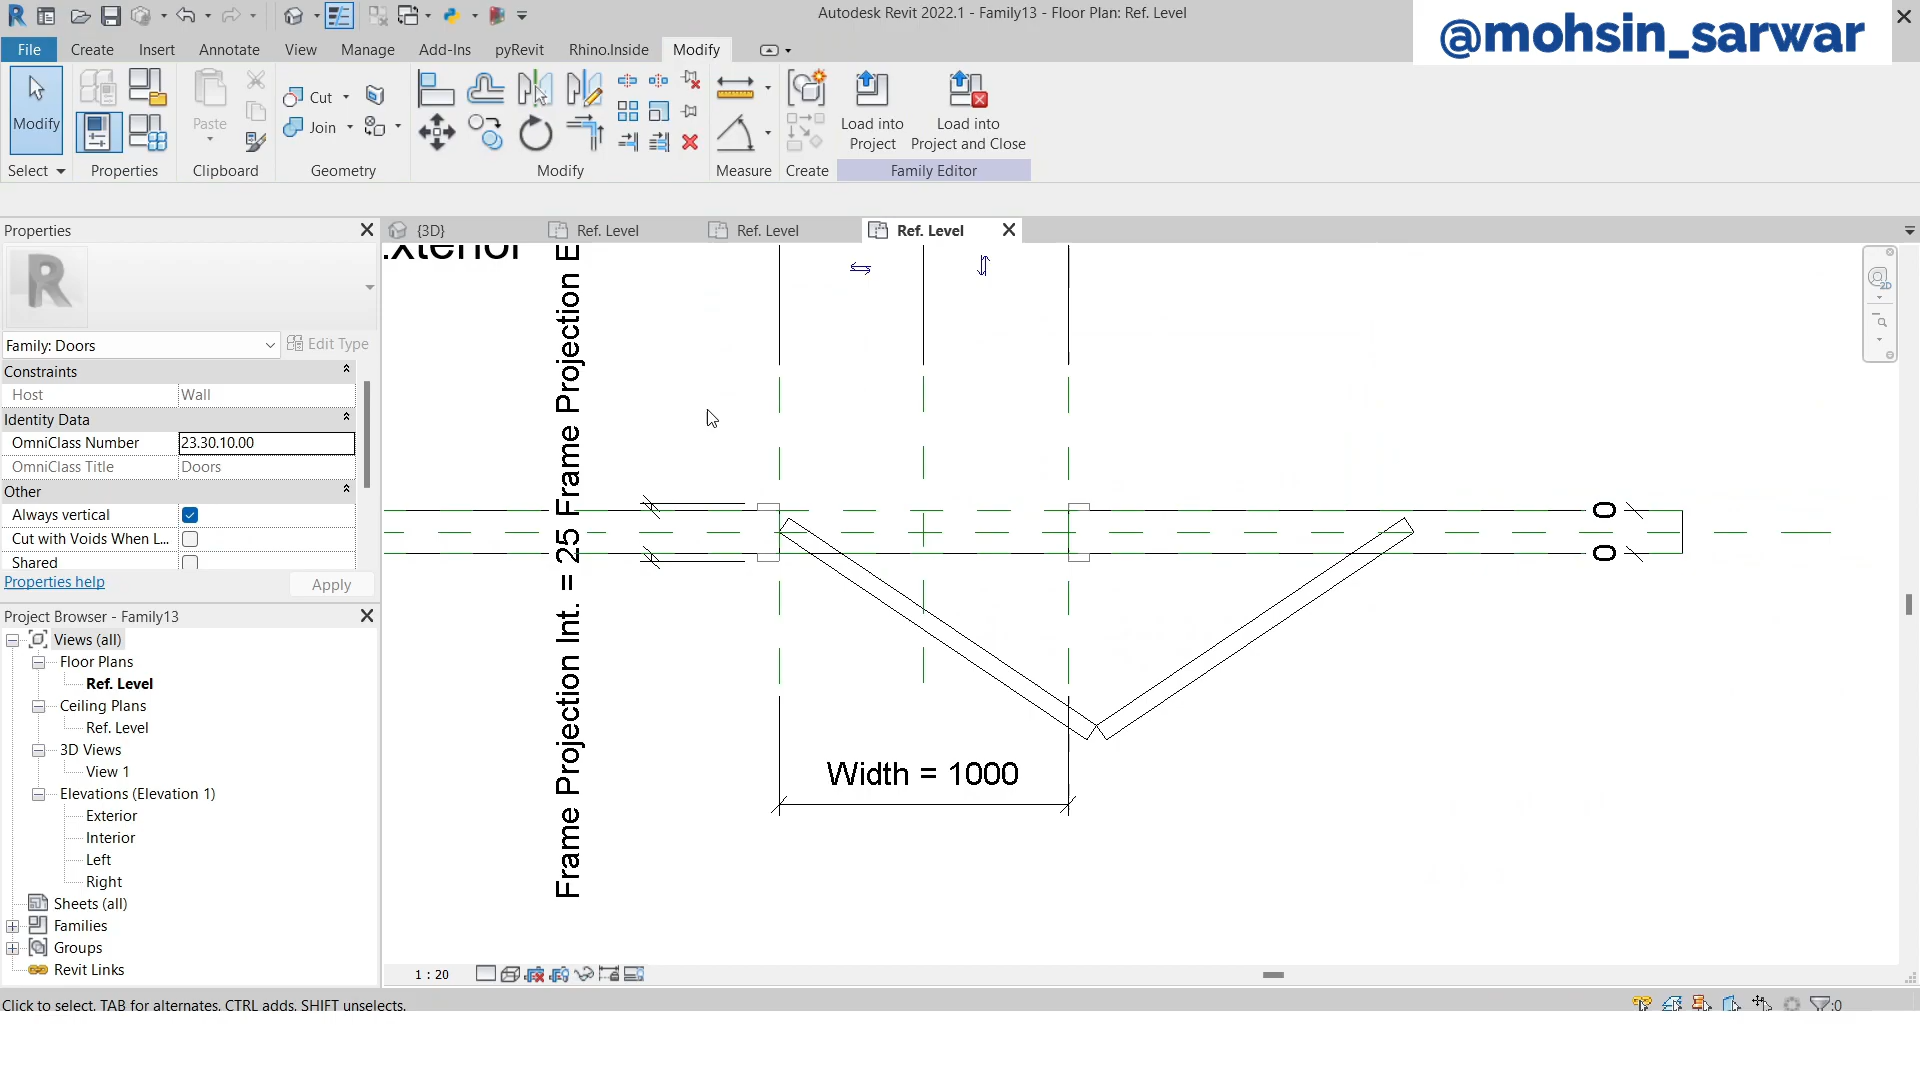 Autodesk Revit 2022.1 - Family13 - Floor Plan: Ref. Level
@mohsin_sarwar
File Create Insert Annotate View Manage Add-Ins pyRevit Rhino.Inside Modify
Modify
Paste
Cut
Join
Load into Project
Load into Project and Close
Select Properties Clipboard Geometry Modify Measure Create Family Editor
Properties
{3D} Ref. Level Ref. Level Ref. Level
R
Family: Doors
Edit Type
Constraints
Host Wall
Identity Data
OmniClass Number 23.30.10.00
OmniClass Title Doors
Other
Always vertical
Cut with Voids When L...
Shared
Properties help
Apply
Project Browser - Family13
Views (all)
Floor Plans
Ref. Level
Ceiling Plans
Ref. Level
3D Views
View 1
Elevations (Elevation 1)
Exterior
Interior
Left
Right
Sheets (all)
Families
Groups
Revit Links
xterior
Frame Projection Int. = 25 Frame Projection E
0
0
Width = 1000
2D
1 : 20
Click to select, TAB for alternates, CTRL adds, SHIFT unselects.
:0